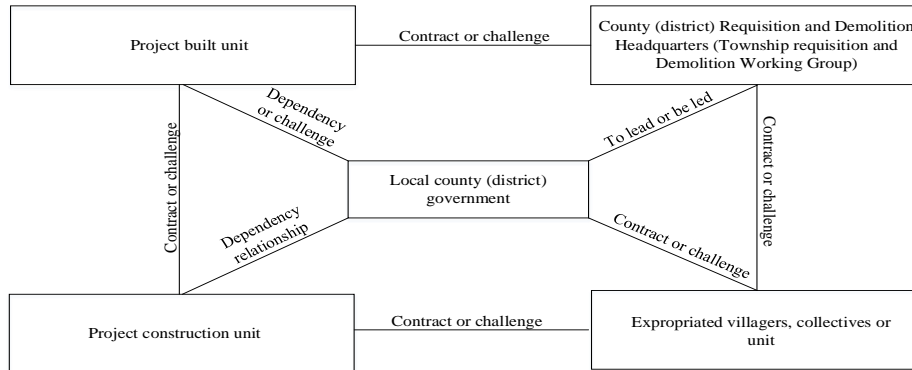 Project built unit
Contract or challenge
County (district) Requisition and Demolition
Headquarters (Township requisition and
Demolition Working Group)
Dependency
or challenge
To lead or be led
Contract or challenge
Contract or challenge
Local county (district)
government
Dependency
relationship
Contract or challenge
Project construction unit
Contract or challenge
Expropriated villagers, collectives or
unit